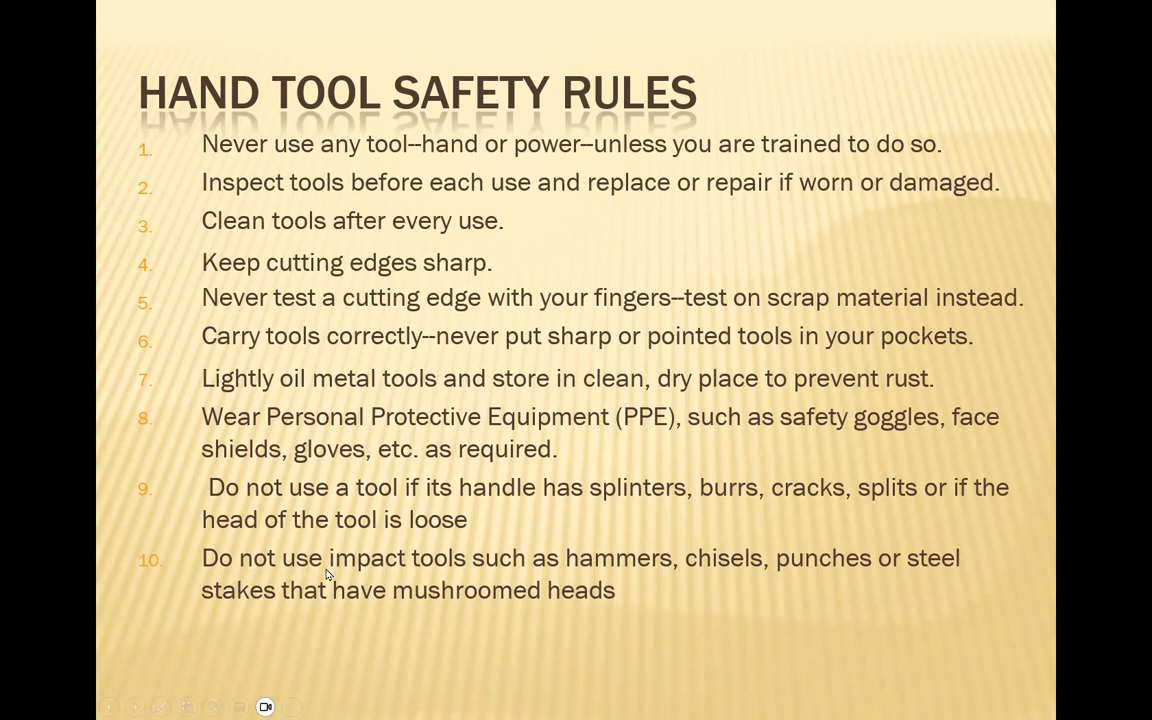 HAND TOOL SAFETY RULES
1. Never use any tool--hand or power--unless you are trained to do so.
2. Inspect tools before each use and replace or repair if worn or damaged.
3. Clean tools after every use.
4. Keep cutting edges sharp.
5. Never test a cutting edge with your fingers--test on scrap material instead.
6. Carry tools correctly--never put sharp or pointed tools in your pockets.
7. Lightly oil metal tools and store in clean, dry place to prevent rust.
8. Wear Personal Protective Equipment (PPE), such as safety goggles, face
shields, gloves, etc. as required.
9. Do not use a tool if its handle has splinters, burrs, cracks, splits or if the
head of the tool is loose
10. Do not use impact tools such as hammers, chisels, punches or steel
stakes that have mushroomed heads